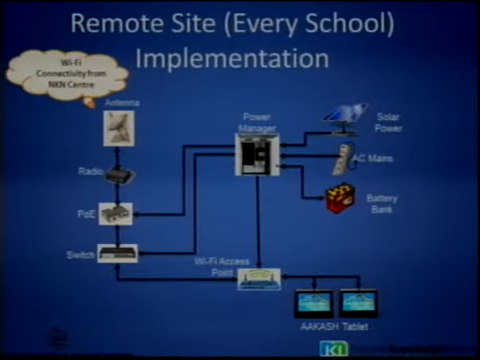 Remote Site (Every School)
Implementation
Wi-Fi
Connectivity from
NKN Centre
Antenna
Power
Manager
Solar
Power
Radio
AC Mains
PoE
Battery
Bank
Switch
Wi-Fi Access
Point
AAKASH Tablet